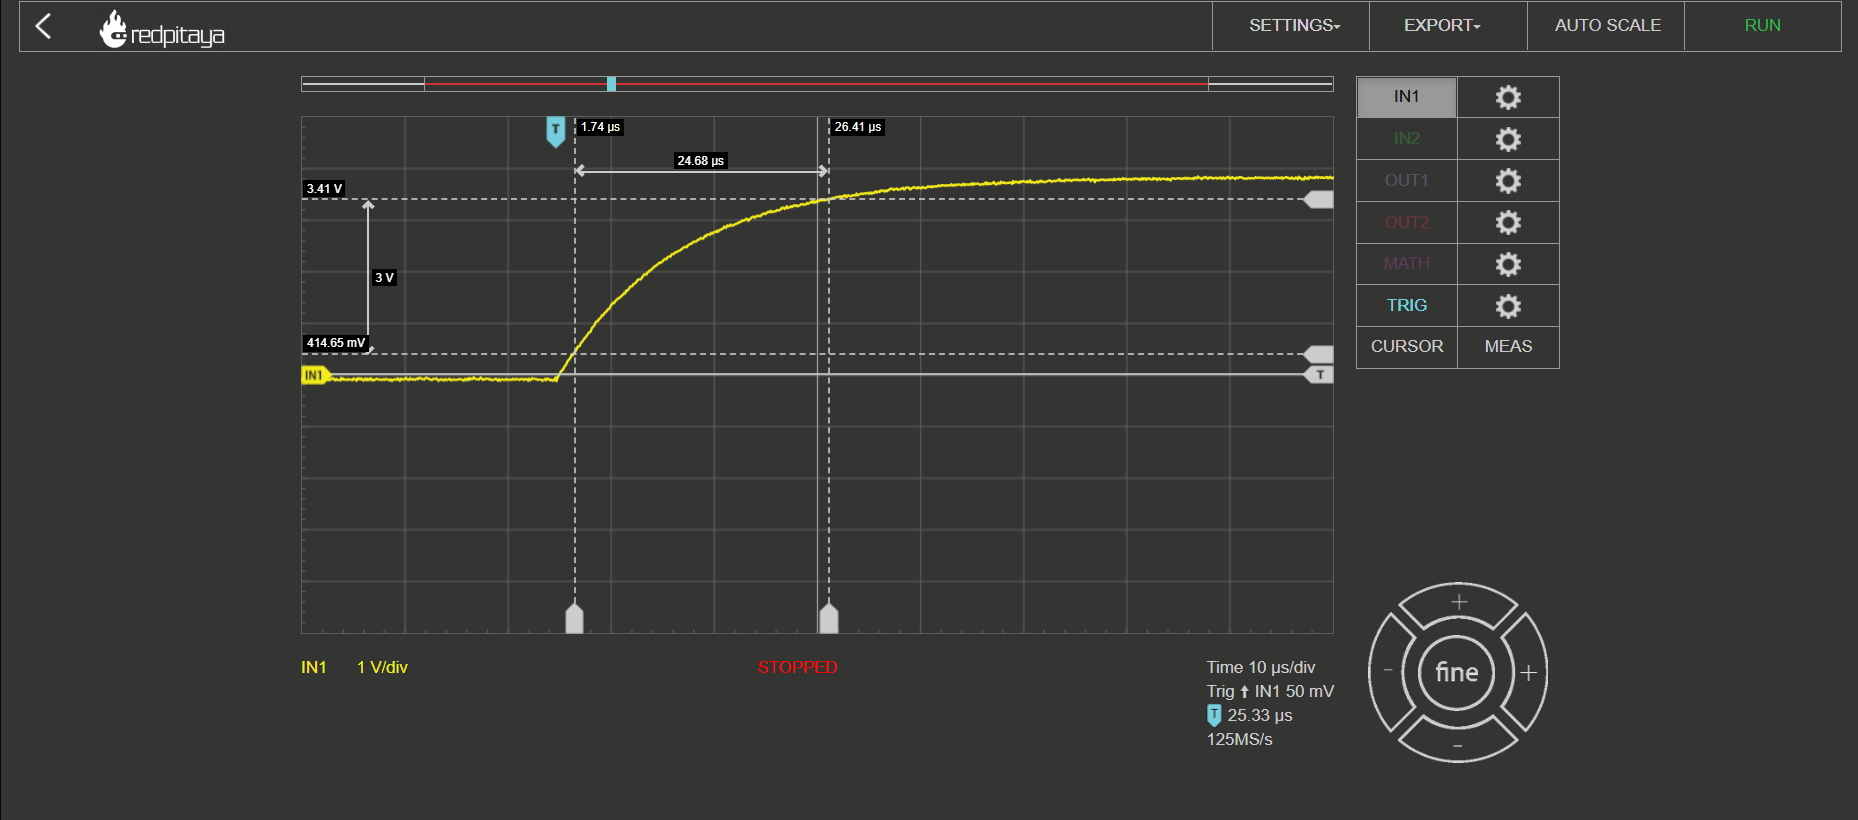 redpitaya
SETTINGS
EXPORT
AUTO SCALE
RUN
T
1.74 µs
26.41 µs
24.68 µs
3.41 V
3 V
414.65 mV
IN1
T
IN1
IN2
OUT1
OUT2
MATH
TRIG
CURSOR MEAS
IN1 1 V/div
STOPPED
Time 10 µs/div
Trig ⬆ IN1 50 mV
T 25.33 µs
125MS/s
+
- fine +
-